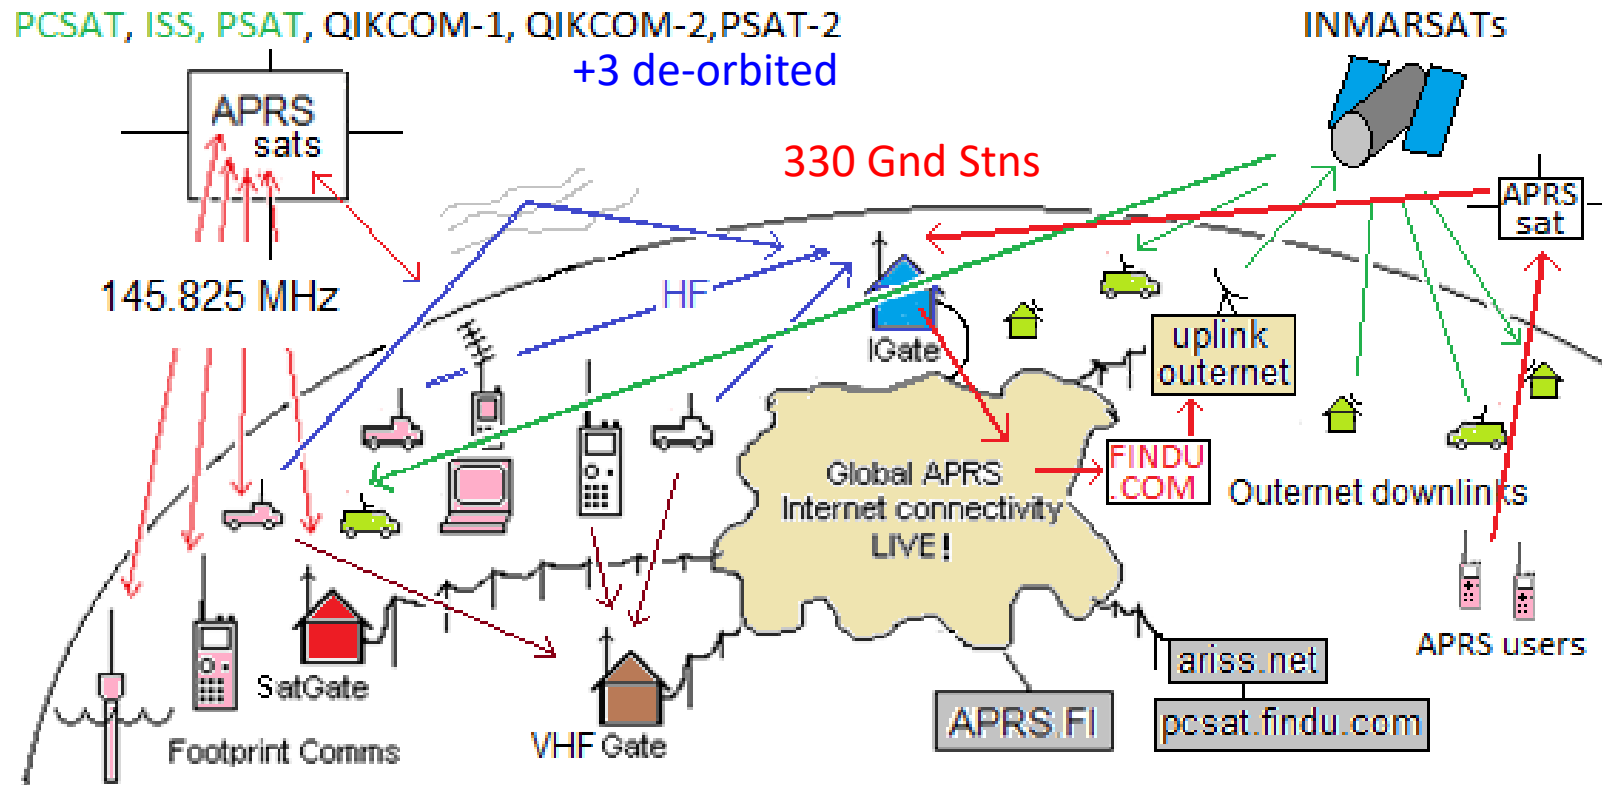 PCSAT, ISS, PSAT, QIKCOM-1, QIKCOM-2,PSAT-2
+3 de-orbited
INMARSATs
APRS
sats
330 Gnd Stns
APRS
sat
145.825 MHz
HF
IGate
uplink
outernet
Global APRS
Internet connectivity
LIVE!
FINDU
.COM
Outernet downlinks
APRS users
SatGate
Footprint Comms
VHF Gate
APRS.FI
ariss.net
pcsat.findu.com